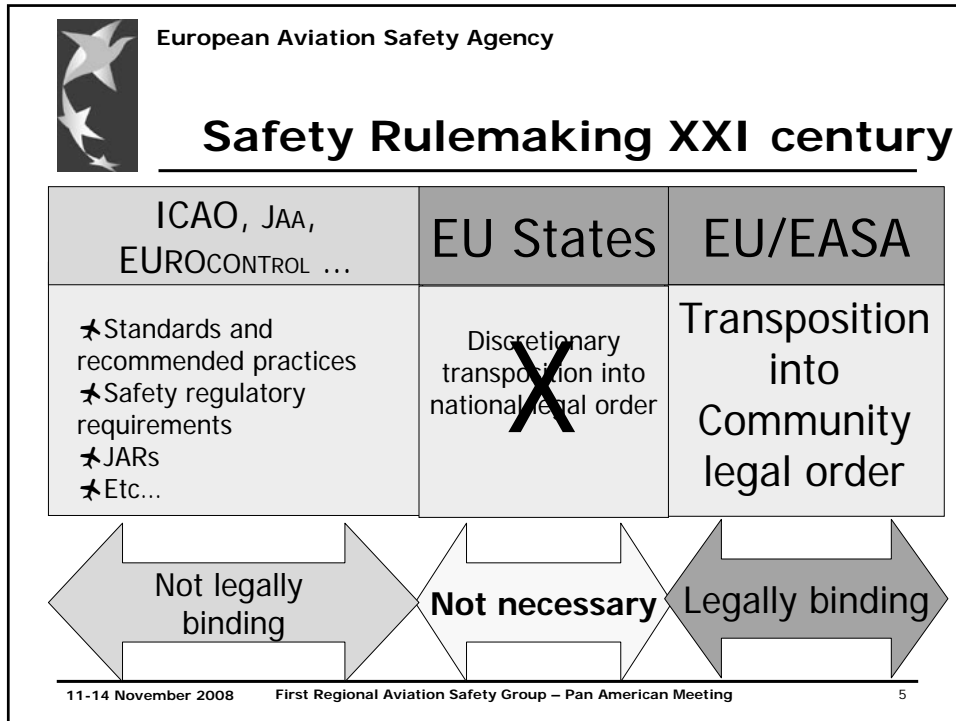 European Aviation Safety Agency
Safety Rulemaking XXI century
ICAO, JAA,
EUROCONTROL ...
EU States
EU/EASA
Standards and
recommended practices
Safety regulatory
requirements
JARs
Etc...
Discretionary
transposition into
national legal order
X
Transposition
into
Community
legal order
Not legally
binding
Not necessary
Legally binding
11-14 November 2008 First Regional Aviation Safety Group – Pan American Meeting 5